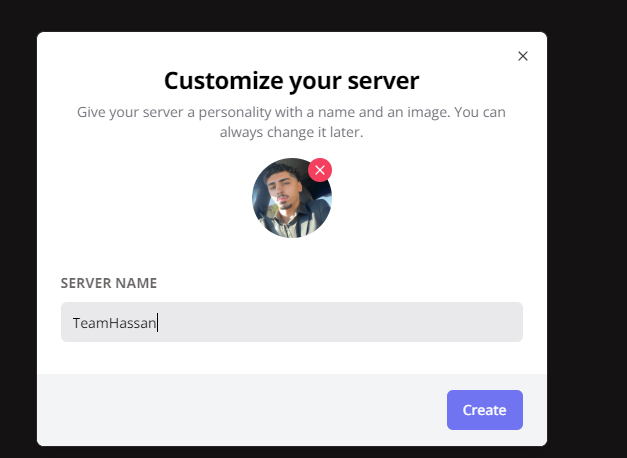 Customize your server
Give your server a personality with a name and an image. You can
always change it later.
SERVER NAME
TeamHassan
Create